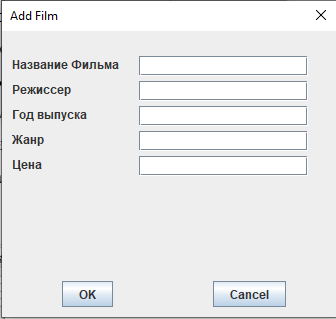 Add Film
Название Фильма
Режиссер
Год выпуска
Жанр
Цена
OK
Cancel